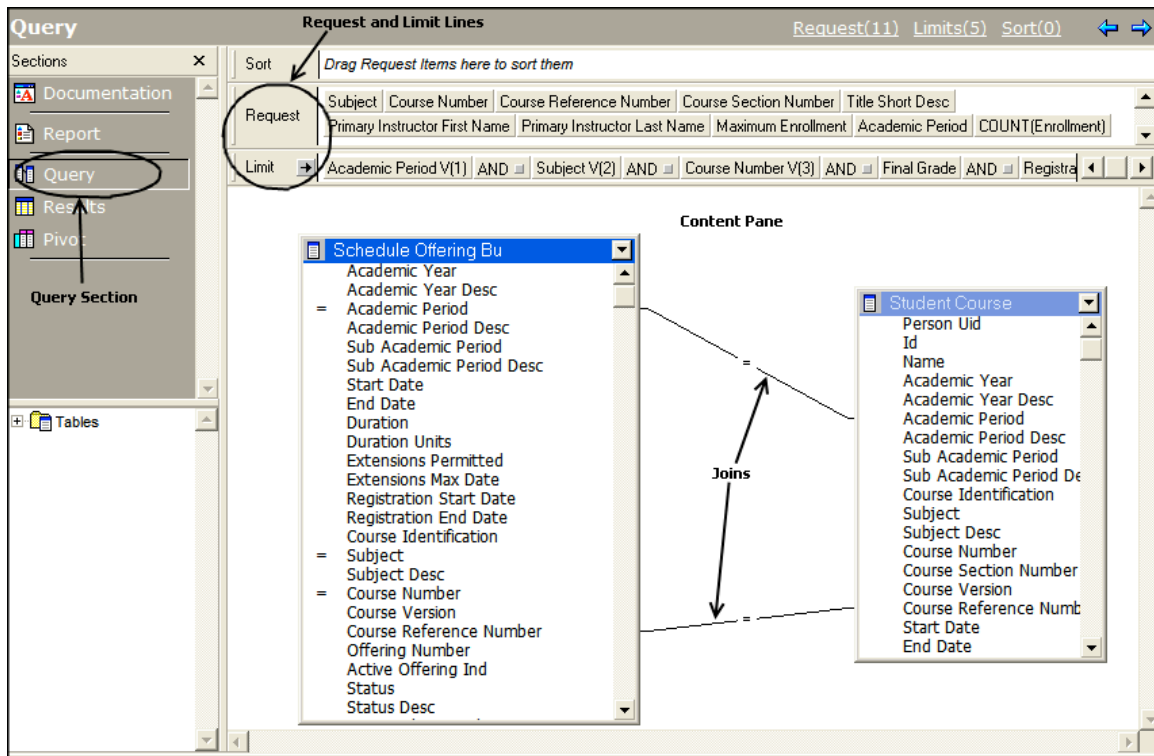 Query Request and Limit Lines Request(11) Limits(5) Sort(0)
Sections
Documentation
Report
Query
Results
Pivot
Query Section
Tables
Sort Drag Request Items here to sort them
Request Subject Course Number Course Reference Number Course Section Number Title Short Desc
Primary Instructor First Name Primary Instructor Last Name Maximum Enrollment Academic Period COUNT(Enrollment)
Limit Academic Period V(1) AND Subject V(2) AND Course Number V(3) AND Final Grade AND Registra
Content Pane
Schedule Offering Bu
Academic Year
Academic Year Desc
= Academic Period
Academic Period Desc
Sub Academic Period
Sub Academic Period Desc
Start Date
End Date
Duration
Duration Units
Extensions Permitted
Extensions Max Date
Registration Start Date
Registration End Date
Course Identification
= Subject
Subject Desc
= Course Number
Course Version
Course Reference Number
Offering Number
Active Offering Ind
Status
Status Desc
=
Joins
=
Student Course
Person Uid
Id
Name
Academic Year
Academic Year Desc
Academic Period
Academic Period Desc
Sub Academic Period
Sub Academic Period De
Course Identification
Subject
Subject Desc
Course Number
Course Section Number
Course Version
Course Reference Numb
Start Date
End Date